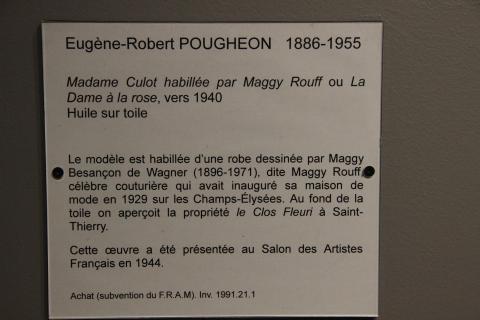 Eugène-Robert POUGHEON 1886-1955
Madame Culot habillée par Maggy Rouff ou La
Dame à la rose, vers 1940
Huile sur toile
Le modèle est habillée d'une robe dessinée par Maggy
Besançon de Wagner (1896-1971), dite Maggy Rouff,
célèbre couturière qui avait inauguré sa maison de
mode en 1929 sur les Champs-Élysées. Au fond de la
toile on aperçoit la propriété le Clos Fleuri à Saint-
Thierry.
Cette œuvre a été présentée au Salon des Artistes
Français en 1944.
Achat (subvention du F.R.A.M). Inv. 1991.21.1